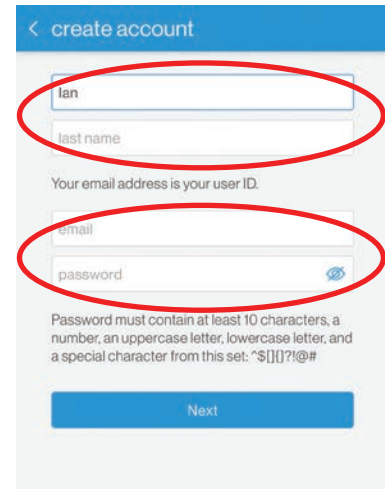 < create account
Ian
last name
Your email address is your user ID.
email
password
Password must contain at least 10 characters, a
number, an uppercase letter, lowercase letter, and
a special character from this set: ^$[]{}?!@#
Next